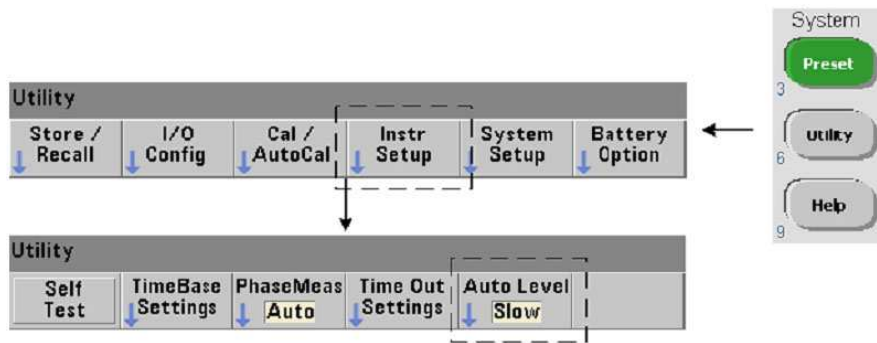 System
Preset
3
Utility
Store /
Recall
I/O
Config
Cal /
AutoCal
Instr
Setup
System
Setup
Battery
Option
Utility
6
Help
9
Utility
Self
Test
TimeBase
Settings
PhaseMeas
Auto
Time Out
Settings
Auto Level
Slow